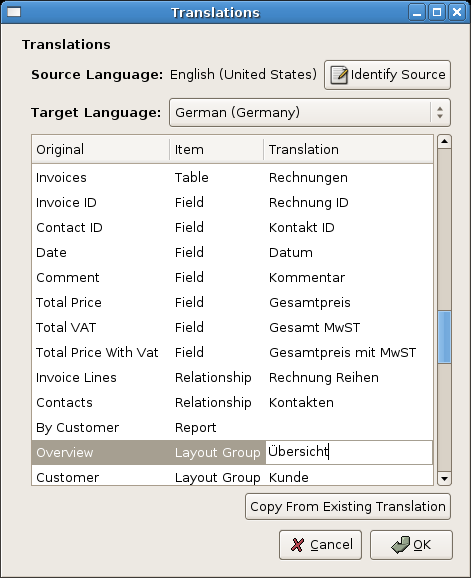 Translations
Translations
Source Language: English (United States) Identify Source
Target Language: German (Germany)
Original Item Translation
Invoices Table Rechnungen
Invoice ID Field Rechnung ID
Contact ID Field Kontakt ID
Date Field Datum
Comment Field Kommentar
Total Price Field Gesamtpreis
Total VAT Field Gesamt MwST
Total Price With Vat Field Gesamtpreis mit MwST
Invoice Lines Relationship Rechnung Reihen
Contacts Relationship Kontakten
By Customer Report
Overview Layout Group Übersicht
Customer Layout Group Kunde
Copy From Existing Translation
Cancel OK